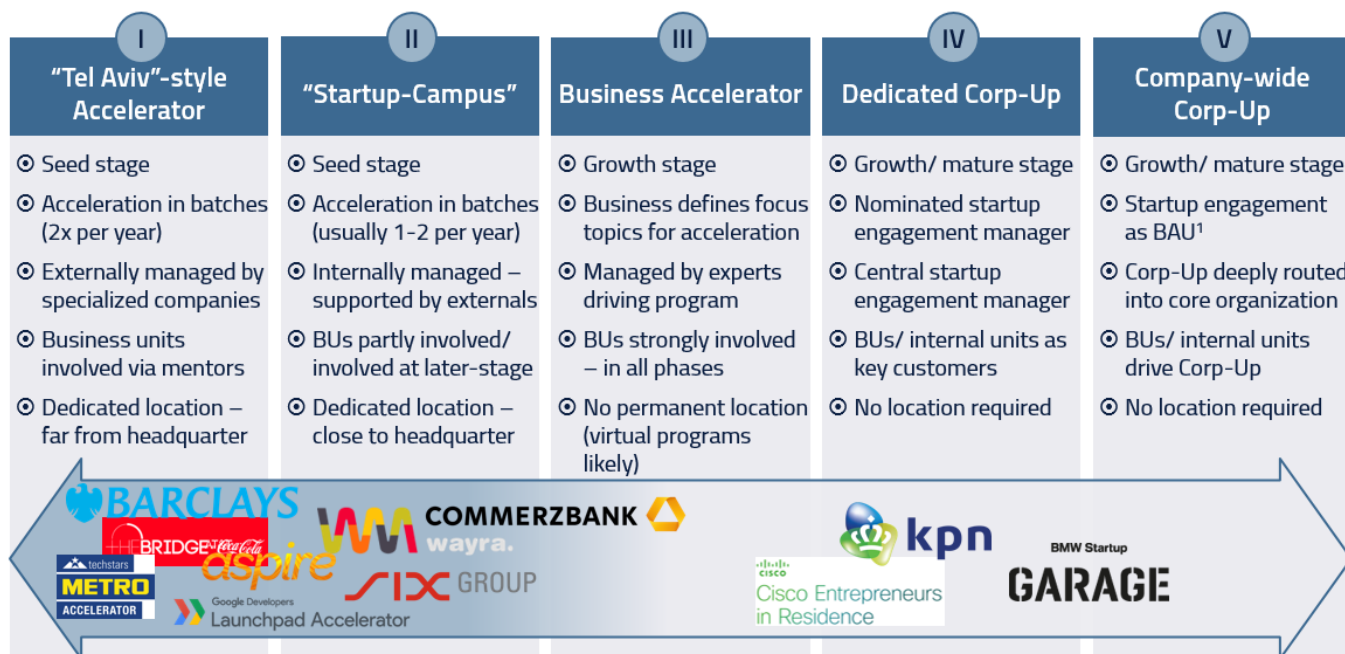 I
"Tel Aviv"-style
Accelerator
⦿ Seed stage
⦿ Acceleration in batches
(2x per year)
⦿ Externally managed by
specialized companies
⦿ Business units
involved via mentors
⦿ Dedicated location –
far from headquarter
II
"Startup-Campus"
⦿ Seed stage
⦿ Acceleration in batches
(usually 1-2 per year)
⦿ Internally managed –
supported by externals
⦿ BUs partly involved/
involved at later-stage
⦿ Dedicated location –
close to headquarter
III
Business Accelerator
⦿ Growth stage
⦿ Business defines focus
topics for acceleration
⦿ Managed by experts
driving program
⦿ BUs strongly involved
– in all phases
⦿ No permanent location
(virtual programs
likely)
IV
Dedicated Corp-Up
⦿ Growth/ mature stage
⦿ Nominated startup
engagement manager
⦿ Central startup
engagement manager
⦿ BUs/ internal units as
key customers
⦿ No location required
V
Company-wide
Corp-Up
⦿ Growth/ mature stage
⦿ Startup engagement
as BAU¹
⦿ Corp-Up deeply routed
into core organization
⦿ BUs/ internal units
drive Corp-Up
⦿ No location required
BARCLAYS
THE BRIDGE Coca-Cola
techstars
METRO
ACCELERATOR
aspire
Google Developers
Launchpad Accelerator
wayra.
COMMERZBANK
SIX GROUP
kpn
cisco
Cisco Entrepreneurs
in Residence
BMW Startup
GARAGE